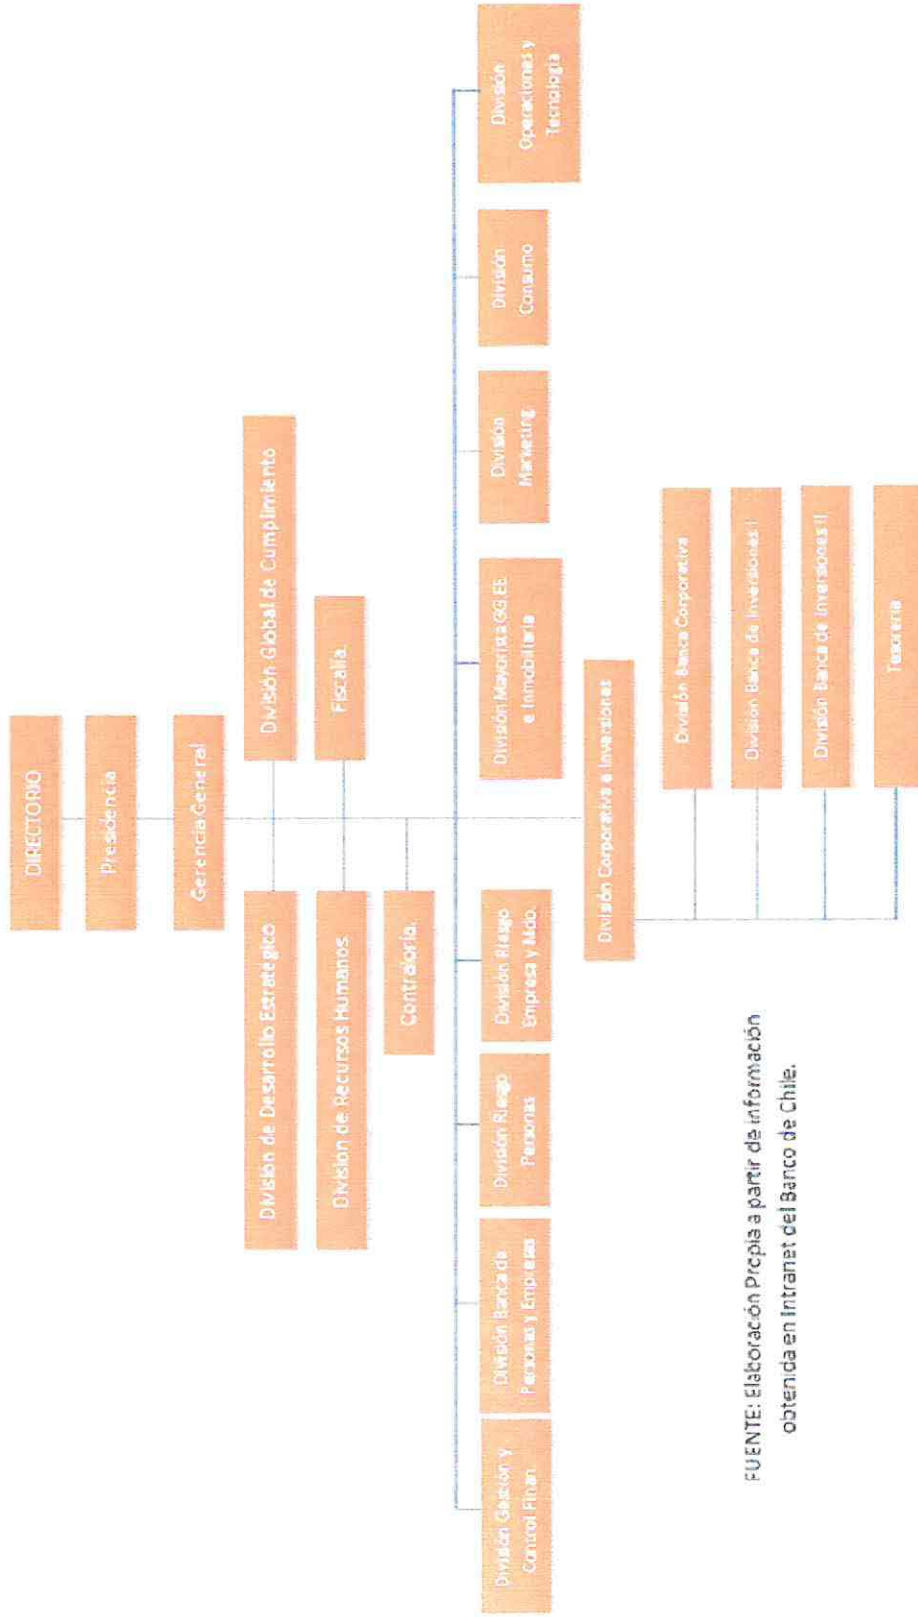 DIRECTORIO
Presidencia
Gerencia General
División de Desarrollo Estratégico
División Global de Cumplimiento
División de Recursos Humanos
Fiscalía.
Contraloría.
División Gestión y
Control Finan
División Banca de
Personas y Empresas
División Riesgo
Personas
División Riesgo
Empresa y Mdo.
División Mayorista GG EE
e Inmobiliaria
División
Marketing
División
Consumo
División
Operaciones y
Tecnología
División Corporativa e Inversiones
División Banca Corporativa
División Banca de Inversiones I
División Banca de Inversiones II
Tesorería
FUENTE: Elaboración Propia a partir de información
obtenida en Intranet del Banco de Chile.